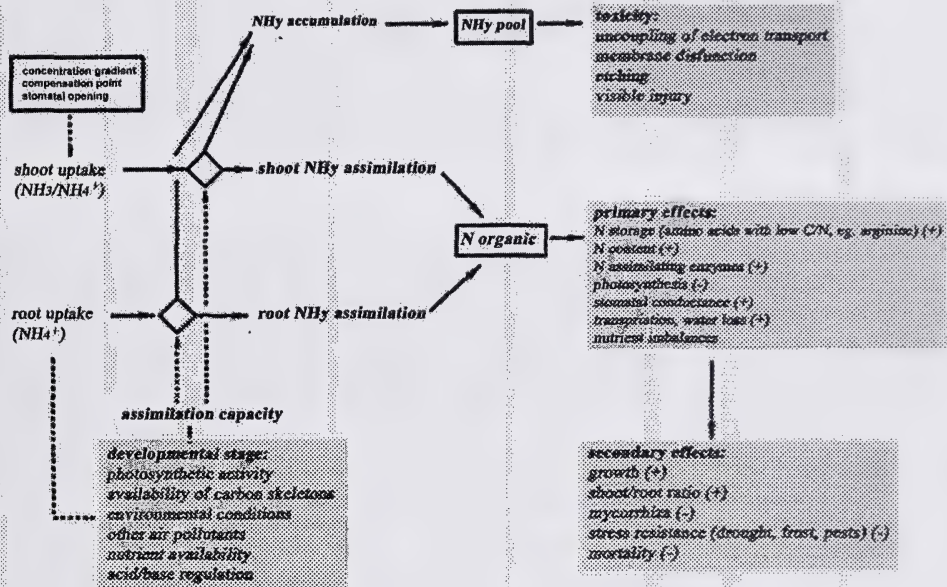 NHy accumulation
NHy pool
toxicity:
uncoupling of electron transport
membrane disfunction
etching
visible injury
concentration gradient
compensation point
stomatal opening
shoot uptake
(NH3/NH4+)
shoot NHy assimilation
N organic
primary effects:
N storage (amino acids with low C/N, eg. arginine) (+)
N content (+)
N assimilating enzymes (+)
photosynthesis (-)
stomatal conductance (+)
transpiration, water loss (+)
nutrient imbalances
root uptake
(NH4+)
root NHy assimilation
assimilation capacity
developmental stage:
photosynthetic activity
availability of carbon skeletons
environmental conditions
other air pollutants
nutrient availability
acid/base regulation
secondary effects:
growth (+)
shoot/root ratio (+)
mycorrhiza (-)
stress resistance (drought, frost, pests) (-)
mortality (-)